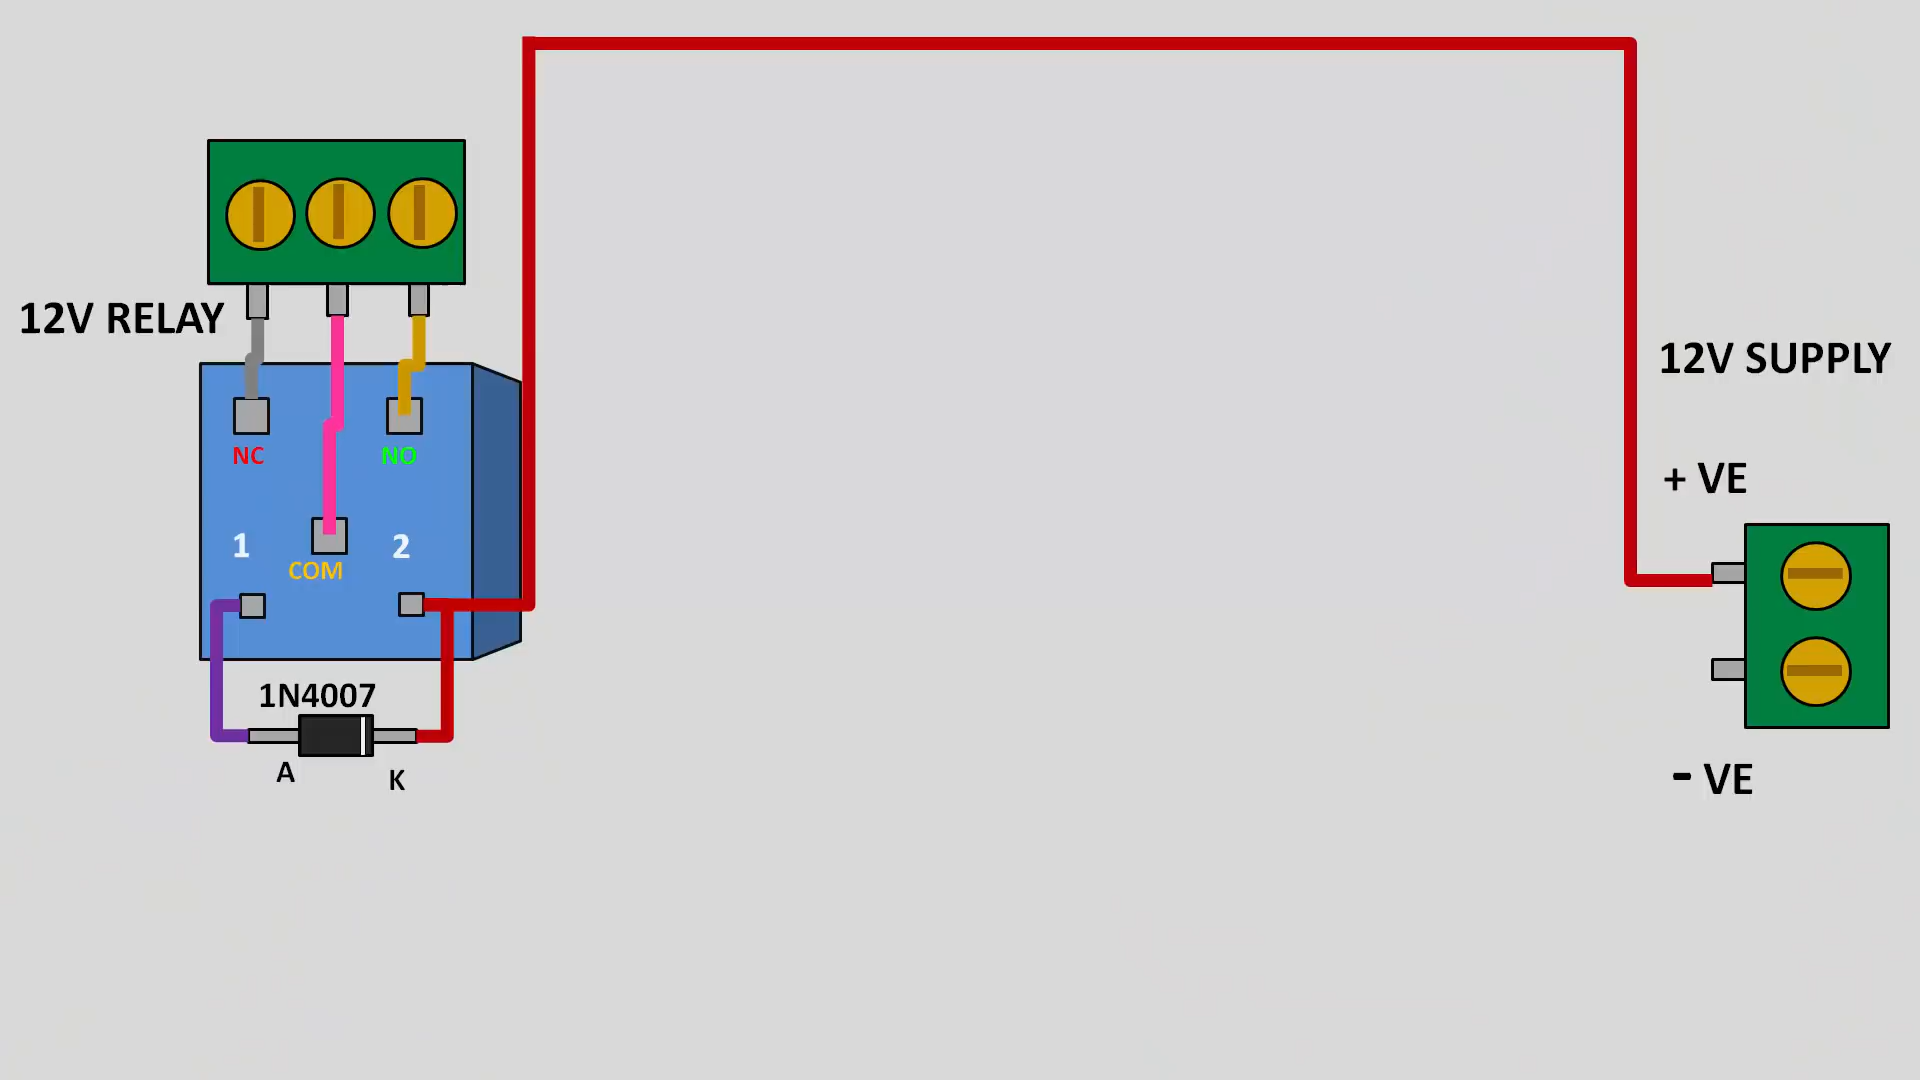 12V RELAY
12V SUPPLY
NC
NO
+ VE
1
2
COM
1N4007
A
K
- VE